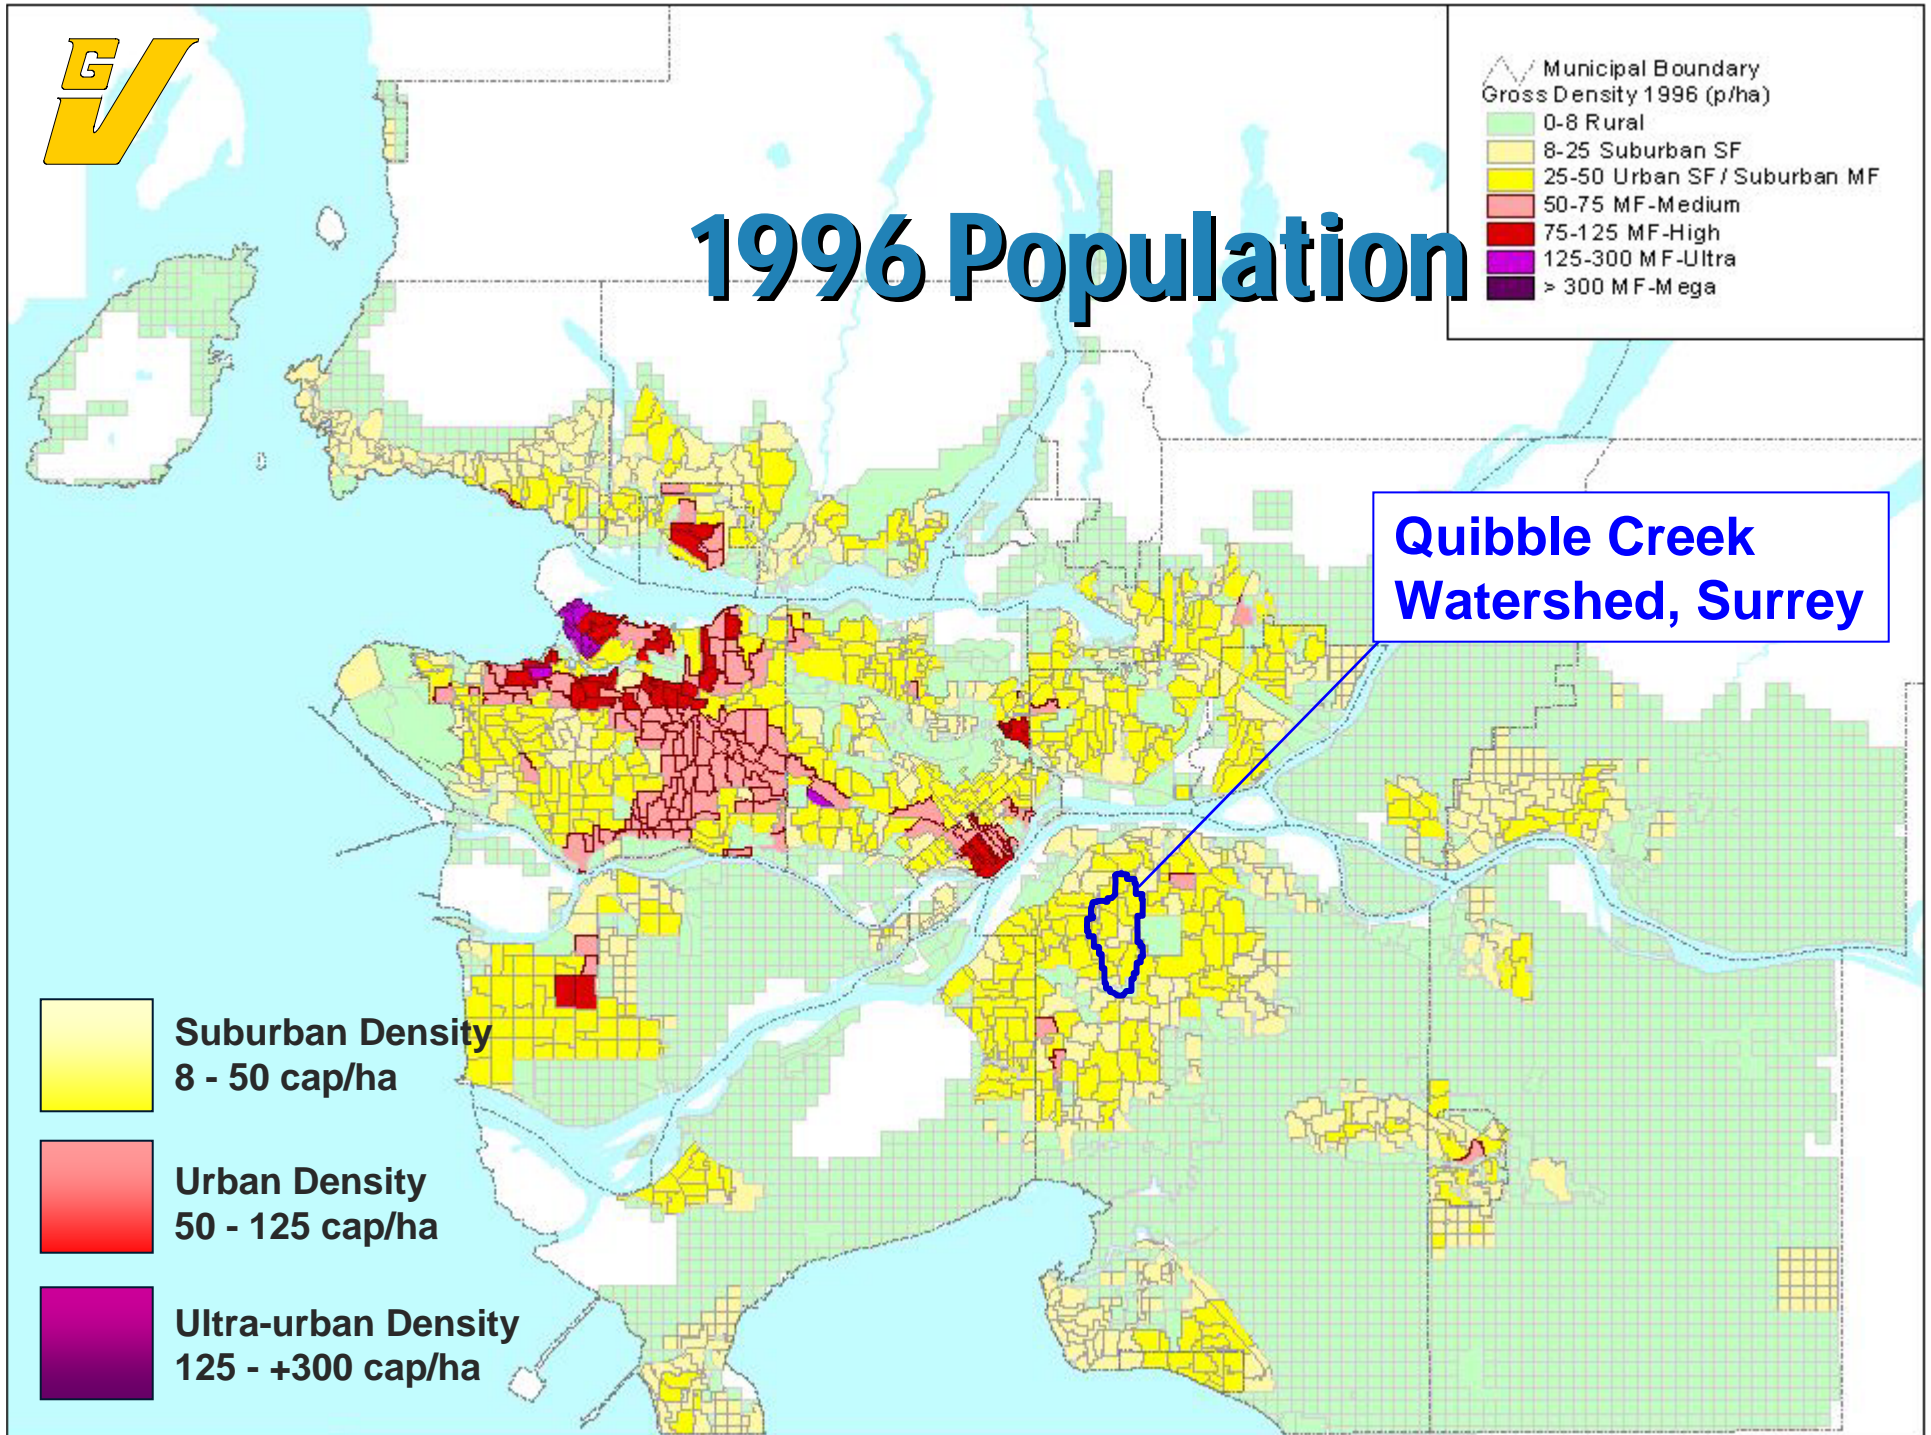 GV
1996 Population
Municipal Boundary
Gross Density 1996 (p/ha)
0-8 Rural
8-25 Suburban SF
25-50 Urban SF / Suburban MF
50-75 MF-Medium
75-125 MF-High
125-300 MF-Ultra
> 300 MF-Mega
Quibble Creek
Watershed, Surrey
Suburban Density
8 - 50 cap/ha
Urban Density
50 - 125 cap/ha
Ultra-urban Density
125 - +300 cap/ha